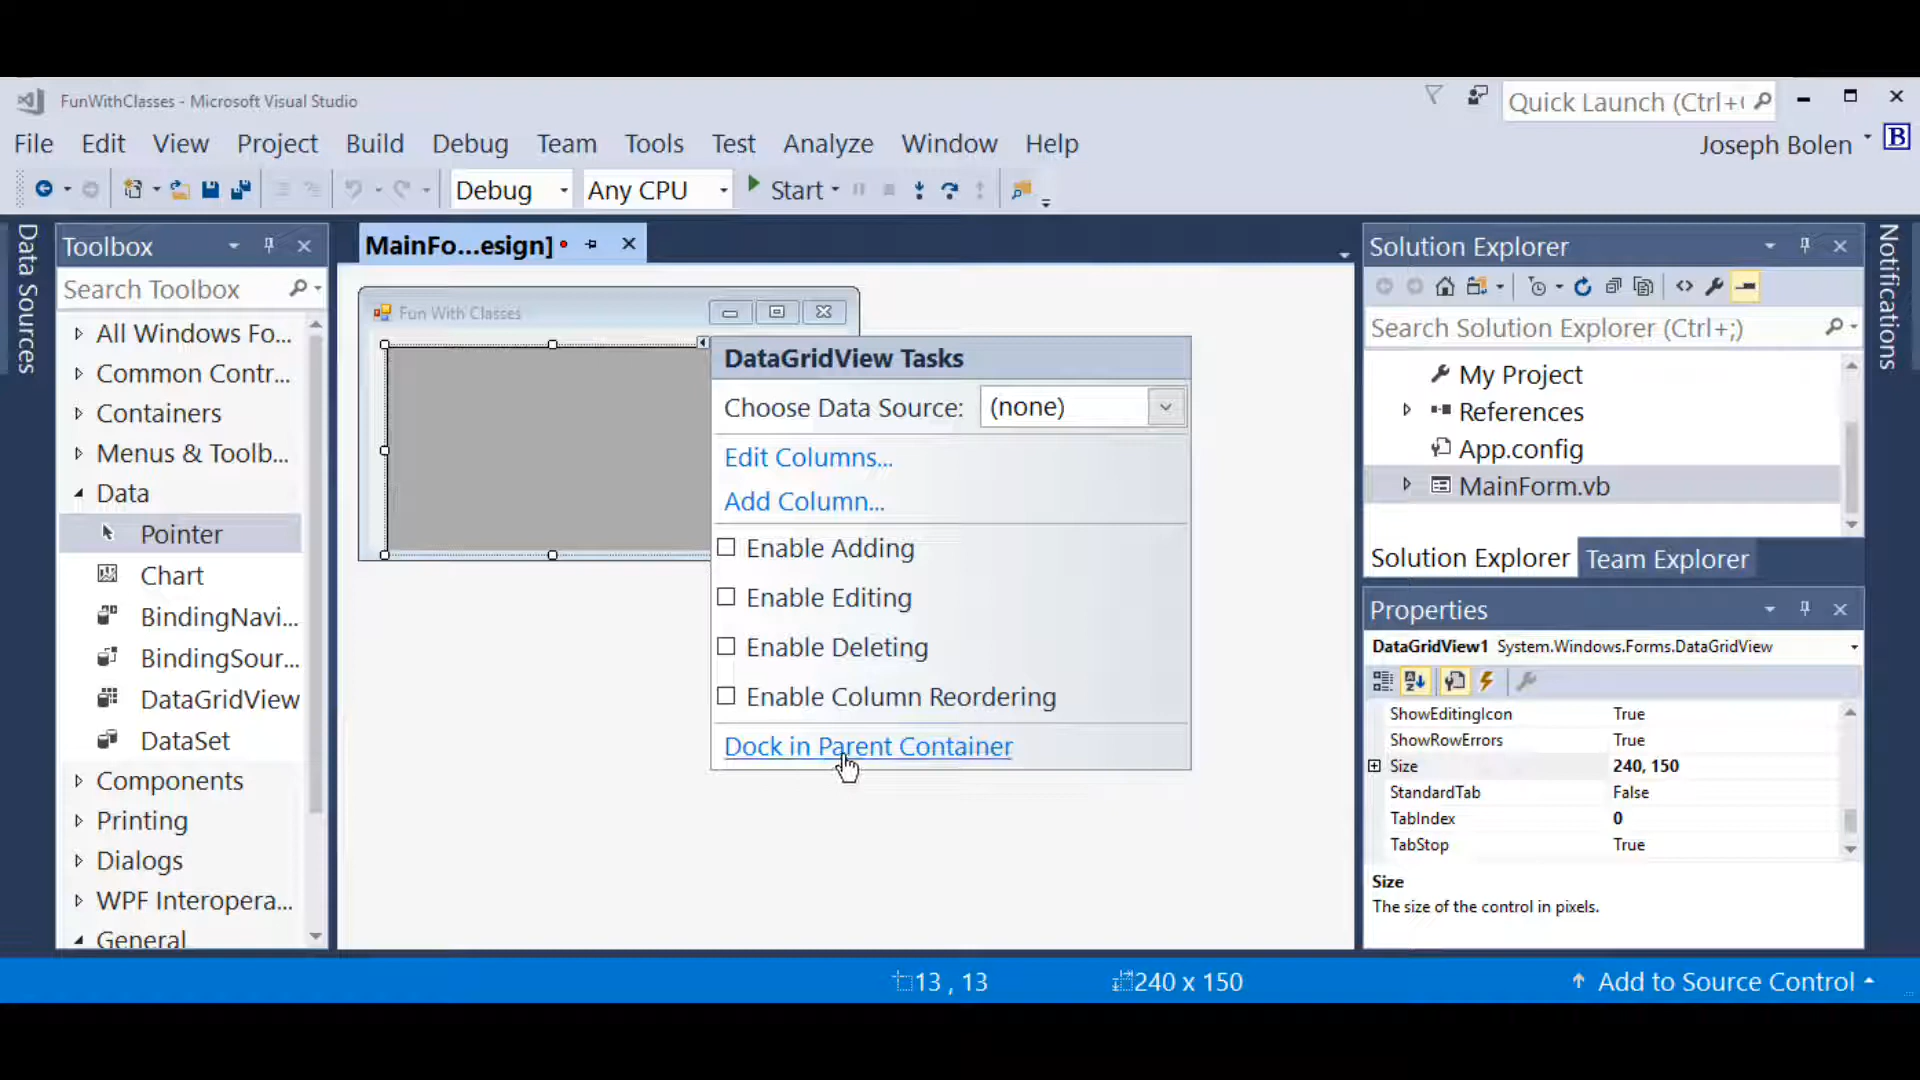 FunWithClasses - Microsoft Visual Studio
Quick Launch (Ctrl+
File Edit View Project Build Debug Team Tools Test Analyze Window Help
Joseph Bolen
B
Debug
Any CPU
Start
Data Sources
Toolbox
Search Toolbox
All Windows Fo...
Common Contr...
Containers
Menus & Toolb...
Data
Pointer
Chart
BindingNavi...
BindingSour...
DataGridView
DataSet
Components
Printing
Dialogs
WPF Interopera...
General
MainFo...esign]
Fun With Classes
DataGridView Tasks
Choose Data Source: (none)
Edit Columns...
Add Column...
Enable Adding
Enable Editing
Enable Deleting
Enable Column Reordering
Dock in Parent Container
Solution Explorer
Search Solution Explorer (Ctrl+;)
My Project
References
App.config
MainForm.vb
Solution Explorer Team Explorer
Properties
DataGridView1 System.Windows.Forms.DataGridView
ShowEditingIcon True
ShowRowErrors True
Size 240, 150
StandardTab False
TabIndex 0
TabStop True
Size
The size of the control in pixels.
Notifications
13 , 13
240 x 150
Add to Source Control